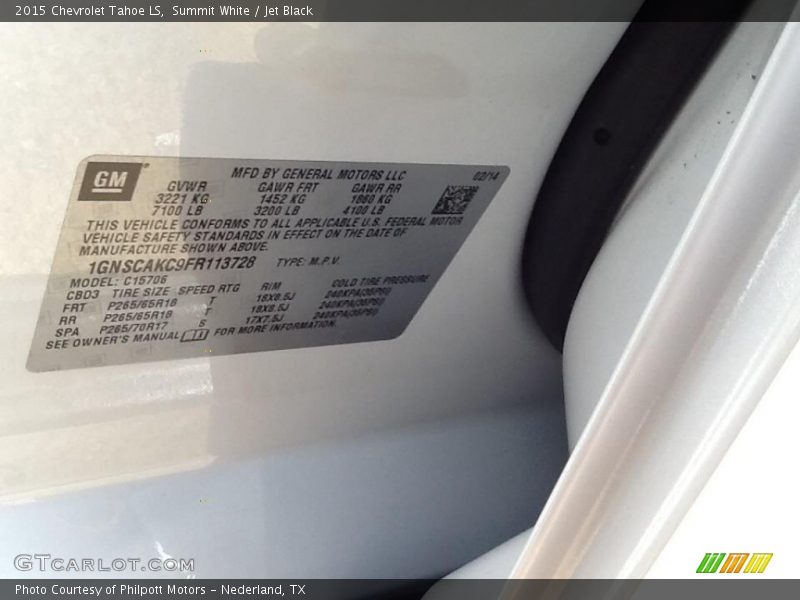 2015 Chevrolet Tahoe LS, Summit White / Jet Black
GM
MFD BY GENERAL MOTORS LLC 02/14
GVWR GAWR FRT GAWR RR
3221 KG 1452 KG 1860 KG
7100 LB 3200 LB 4100 LB
THIS VEHICLE CONFORMS TO ALL APPLICABLE U.S. FEDERAL MOTOR
VEHICLE SAFETY STANDARDS IN EFFECT ON THE DATE OF
MANUFACTURE SHOWN ABOVE.
1GNSCAKC9FR113728 TYPE: M.P.V.
MODEL: C15706
CBD3 TIRE SIZE SPEED RTG RIM COLD TIRE PRESSURE
FRT P265/65R18 T 18X8.5J 240KPA(35PSI)
RR P265/65R18 T 18X8.5J 240KPA(35PSI)
SPA P265/70R17 S 17X7.5J 240KPA(35PSI)
SEE OWNER'S MANUAL FOR MORE INFORMATION.
GTCARLOT.COM
Photo Courtesy of Philpott Motors - Nederland, TX